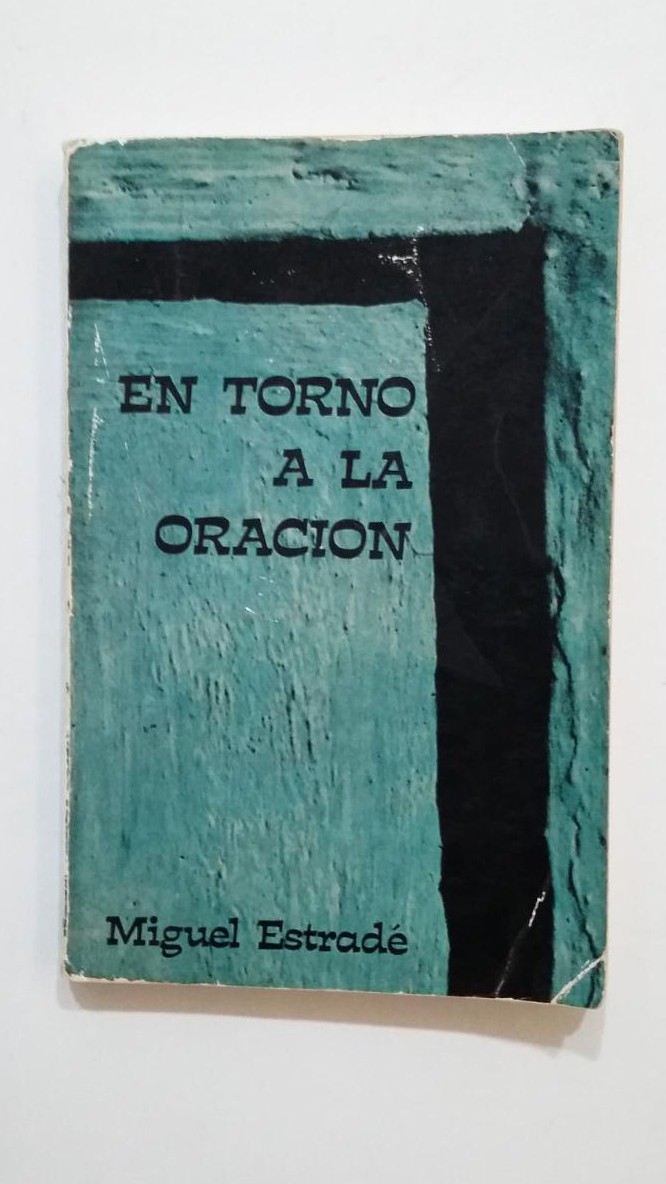 EN TORNO
A LA
ORACION
Miguel Estradé